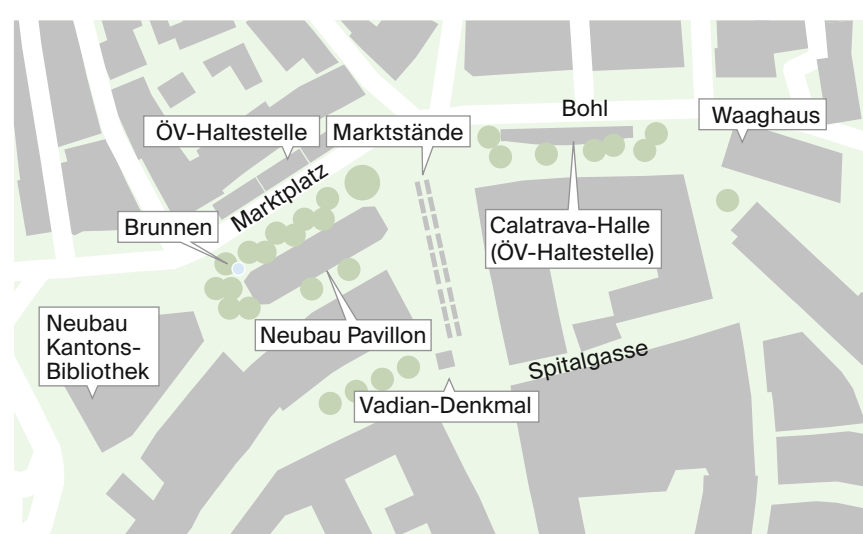 Bohl
Waaghaus
ÖV-Haltestelle
Marktstände
Marktplatz
Brunnen
Calatrava-Halle
(ÖV-Haltestelle)
Neubau
Kantons-
Bibliothek
Neubau Pavillon
Spitalgasse
Vadian-Denkmal